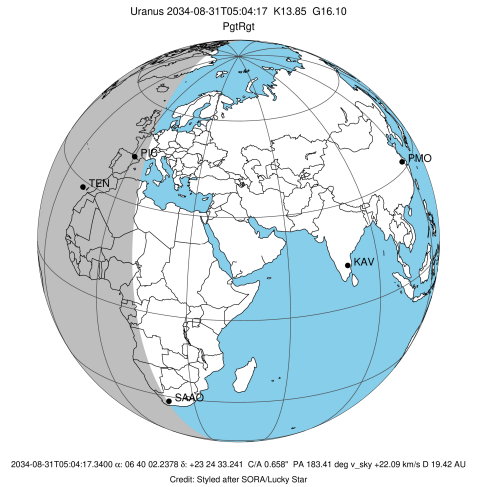 Uranus 2034-08-31T05:04:17 K13.85 G16.10
PgtRgt
PIC
TEN
PMO
KAV
SAAO
2034-08-31T05:04:17.3400 α: 06 40 02.2378 δ: +23 24 33.241 C/A 0.658" PA 183.41 deg v_sky +22.09 km/s D 19.42 AU
Credit: Styled after SORA/Lucky Star